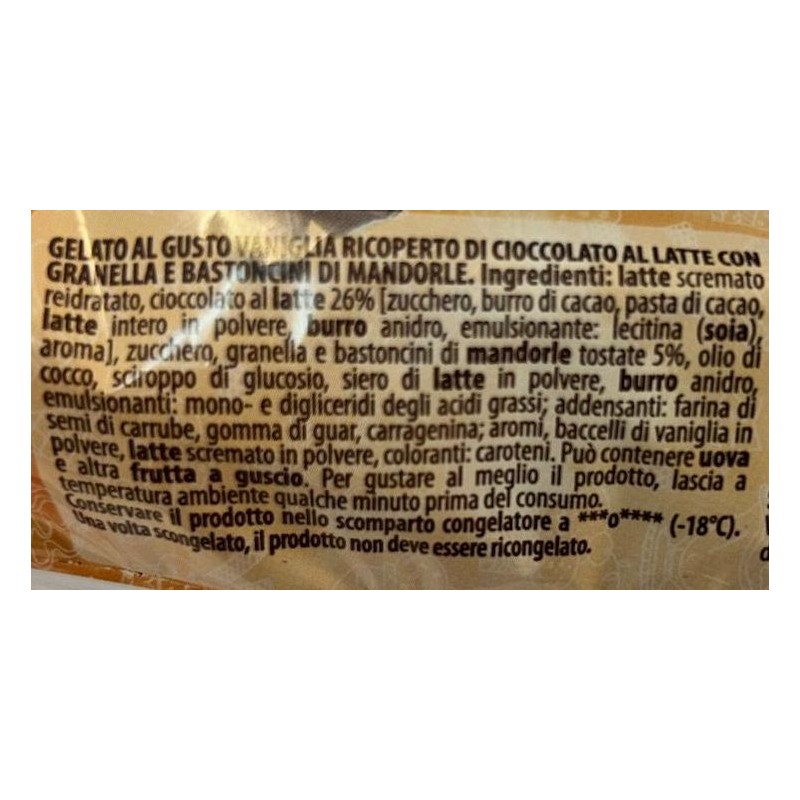 GELATO AL GUSTO VANIGLIA RICOPERTO DI CIOCCOLATO AL LATTE CON
GRANELLA E BASTONCINI DI MANDORLE. Ingredienti: latte scremato
reidratato, cioccolato al latte 26% [zucchero, burro di cacao, pasta di cacao,
latte intero in polvere, burro anidro, emulsionante: lecitina (soia),
aroma], zucchero, granella e bastoncini di mandorle tostate 5%, olio di
cocco, sciroppo di glucosio, siero di latte in polvere, burro anidro,
emulsionanti: mono- e digliceridi degli acidi grassi; addensanti: farina di
semi di carrube, gomma di guar, carragenina; aromi, baccelli di vaniglia in
polvere, latte scremato in polvere, coloranti: caroteni. Può contenere uova
e altra frutta a guscio. Per gustare al meglio il prodotto, lascia a
temperatura ambiente qualche minuto prima del consumo.
Conservare il prodotto nello scomparto congelatore a ***o**** (-18°C).
Una volta scongelato, il prodotto non deve essere ricongelato.